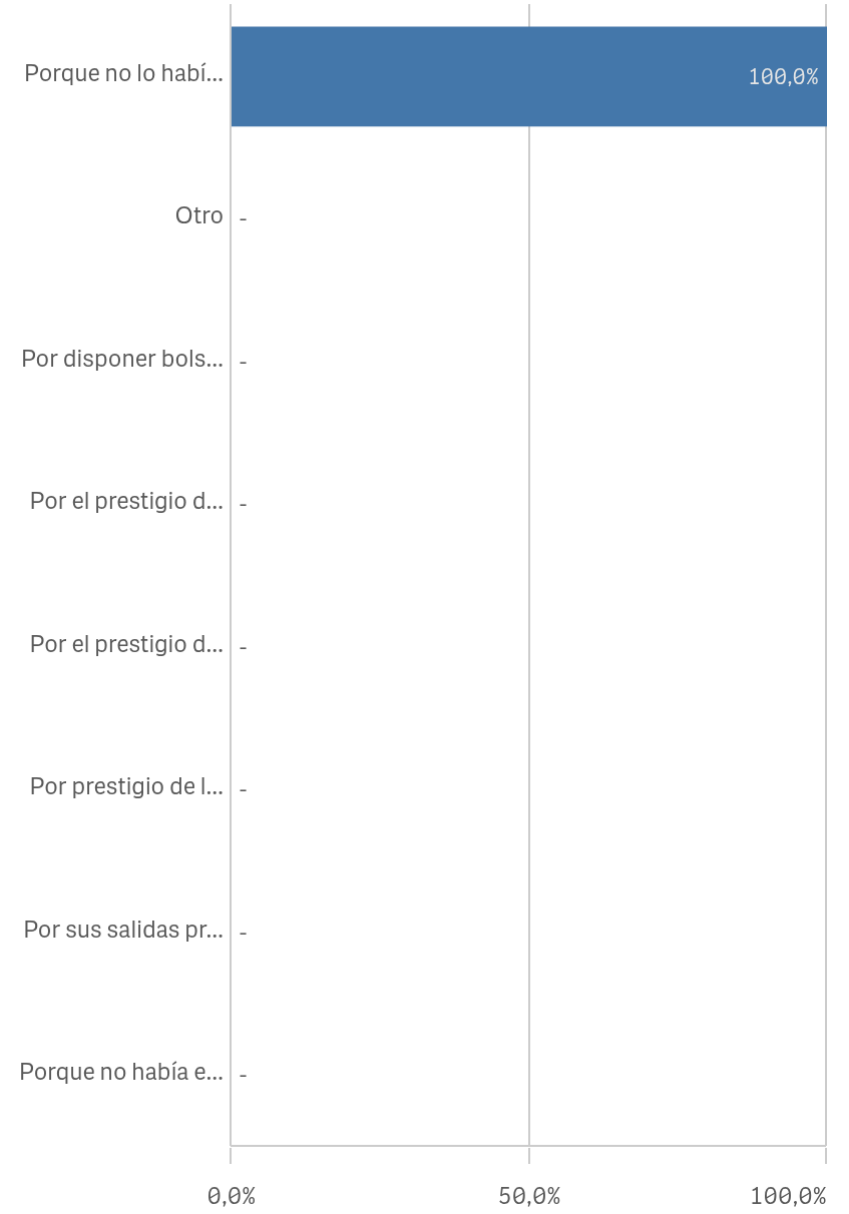 Porque no lo habí... 100,0%
Otro -
Por disponer bols... -
Por el prestigio d... -
Por el prestigio d... -
Por prestigio de l... -
Por sus salidas pr... -
Porque no había e... -
0,0% 50,0% 100,0%